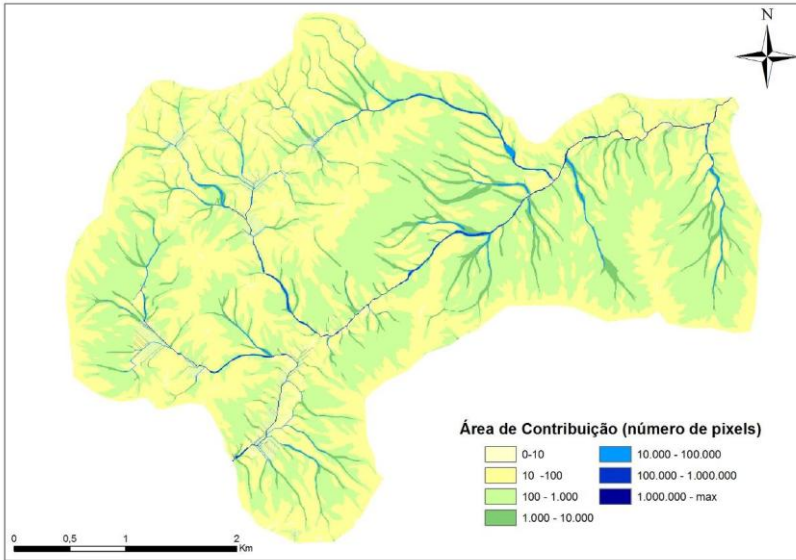 N
Área de Contribuição (número de pixels)
0-10
10 -100
100 - 1.000
1.000 - 10.000
10.000 - 100.000
100.000 - 1.000.000
1.000.000 - max
0 0,5 1 2
Km